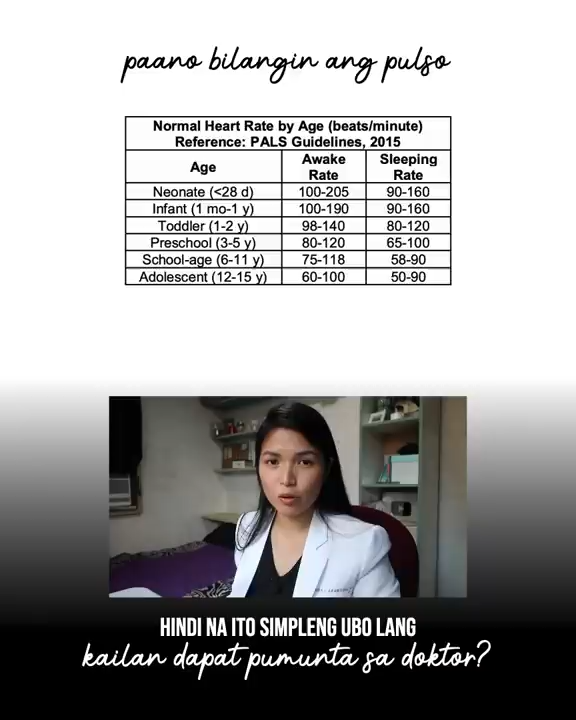 paano bilangin ang pulso
Normal Heart Rate by Age (beats/minute)
Reference: PALS Guidelines, 2015
Age Awake Rate Sleeping Rate
Neonate (<28 d) 100-205 90-160
Infant (1 mo-1 y) 100-190 90-160
Toddler (1-2 y) 98-140 80-120
Preschool (3-5 y) 80-120 65-100
School-age (6-11 y) 75-118 58-90
Adolescent (12-15 y) 60-100 50-90
HINDI NA ITO SIMPLENG UBO LANG
kailan dapat pumunta sa doktor?